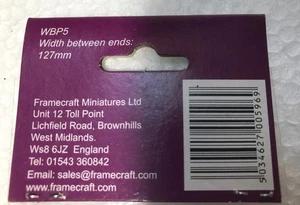 WBP5
Width between ends:
127mm
Framecraft Miniatures Ltd
Unit 12 Toll Point
Lichfield Road, Brownhills
West Midlands.
Ws8 6JZ England
Tel: 01543 360842
Email: sales@framecraft.com
www.framecraft.com
5034627005969